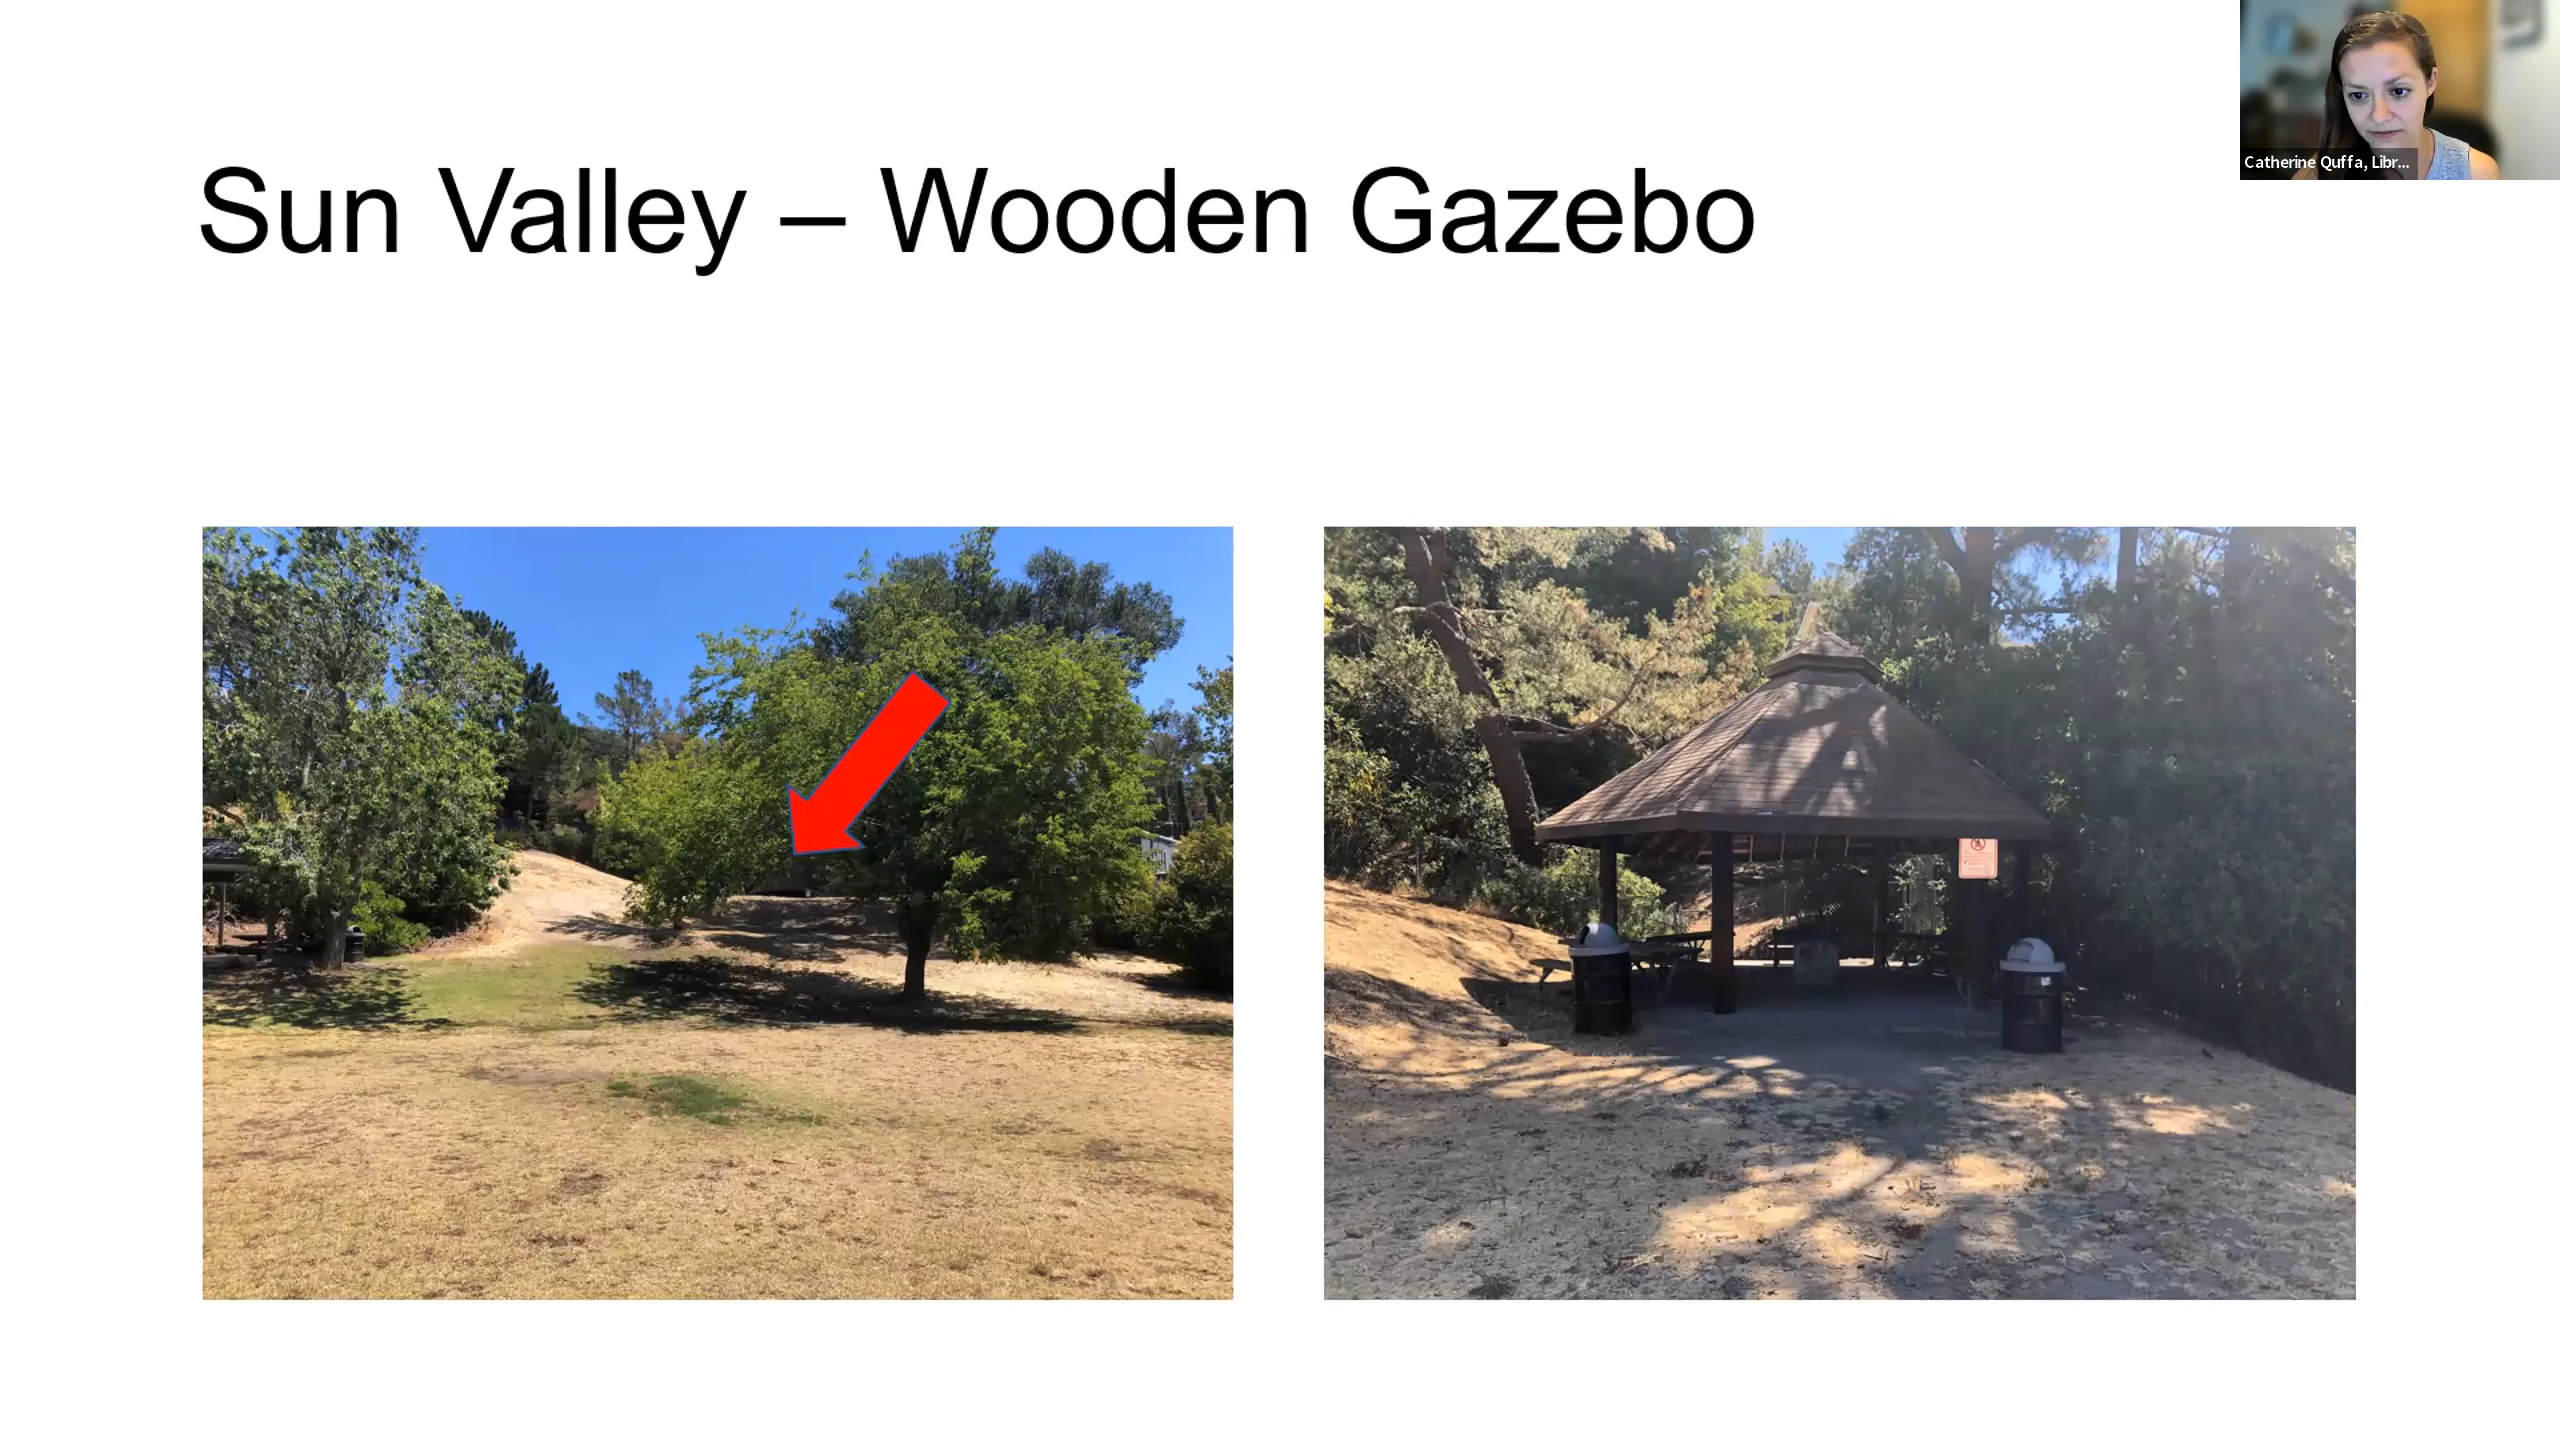 Sun Valley – Wooden Gazebo
Catherine Quffa, Libr...